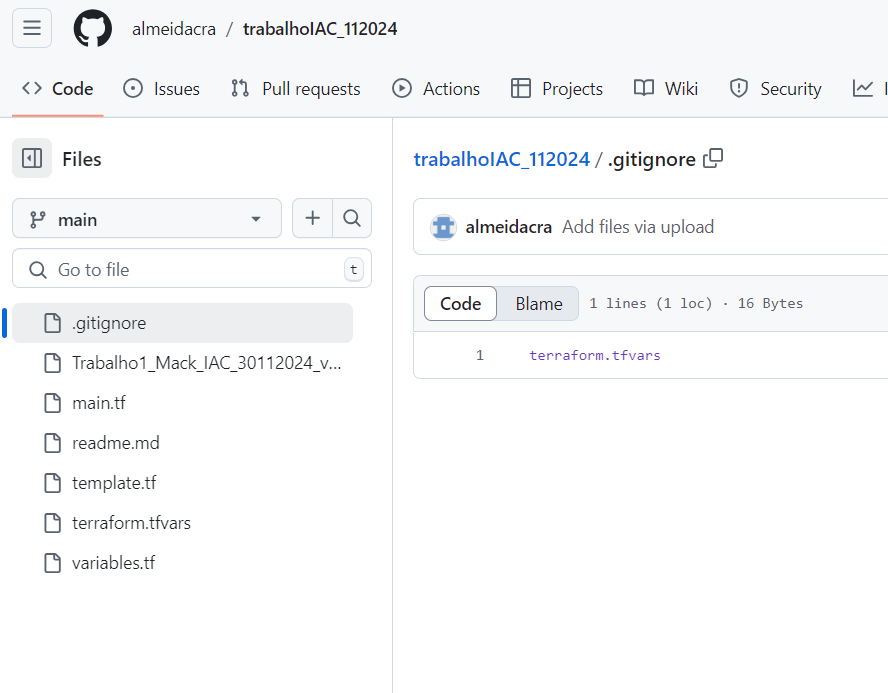 almeidacra / trabalhoIAC_112024
Code Issues Pull requests Actions Projects Wiki Security
Files
main
Go to file t
.gitignore
Trabalho1_Mack_IAC_30112024_v...
main.tf
readme.md
template.tf
terraform.tfvars
variables.tf
trabalhoIAC_112024 / .gitignore
almeidacra Add files via upload
Code Blame 1 lines (1 loc) · 16 Bytes
1 terraform.tfvars